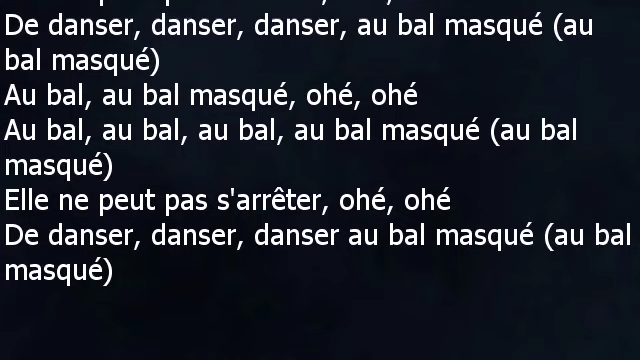 De danser, danser, danser, au bal masqué (au
bal masqué)
Au bal, au bal masqué, ohé, ohé
Au bal, au bal, au bal, au bal masqué (au bal
masqué)
Elle ne peut pas s'arrêter, ohé, ohé
De danser, danser, danser au bal masqué (au bal
masqué)